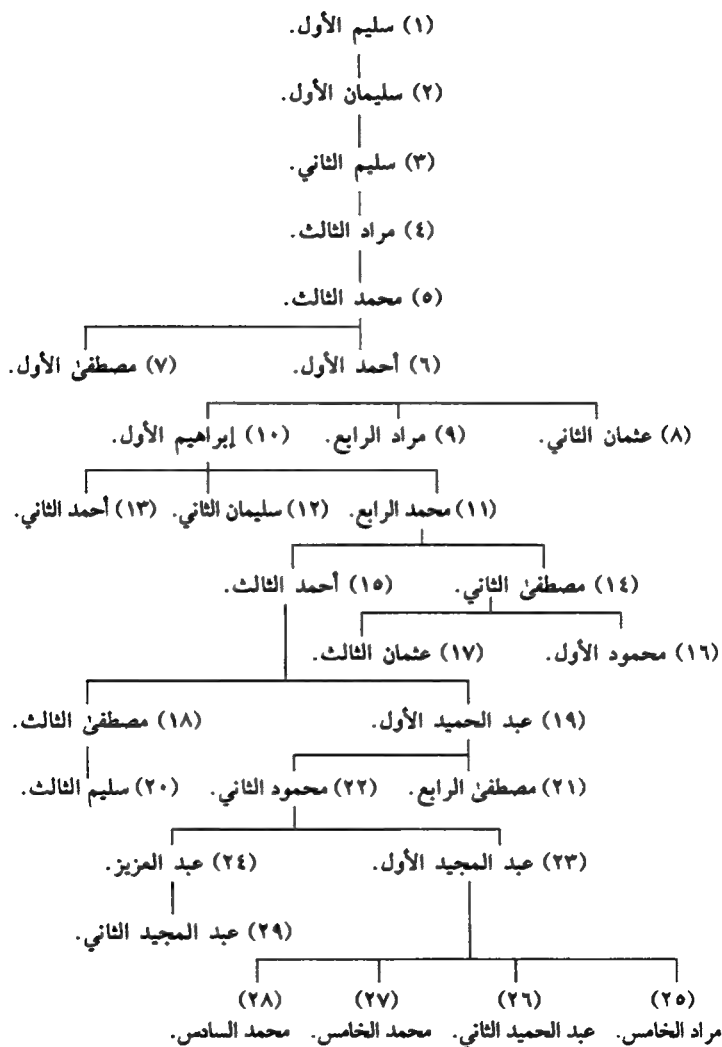 (١) سليم الأول.
(٢) سليمان الأول.
(٣) سليم الثاني.
(٤) مراد الثالث.
(٥) محمد الثالث.
(٦) أحمد الأول. (٧) مصطفىٰ الأول.
(٨) عثمان الثاني. (٩) مراد الرابع. (١٠) إبراهيم الأول.
(١١) محمد الرابع. (١٢) سليمان الثاني. (١٣) أحمد الثاني.
(١٤) مصطفىٰ الثاني. (١٥) أحمد الثالث.
(١٦) محمود الأول. (١٧) عثمان الثالث.
(١٩) عبد الحميد الأول. (١٨) مصطفىٰ الثالث.
(٢١) مصطفىٰ الرابع. (٢٢) محمود الثاني. (٢٠) سليم الثالث.
(٢٣) عبد المجيد الأول. (٢٤) عبد العزيز.
(٢٩) عبد المجيد الثاني.
(٢٥) (٢٦) (٢٧) (٢٨)
مراد الخامس. عبد الحميد الثاني. محمد الخامس. محمد السادس.